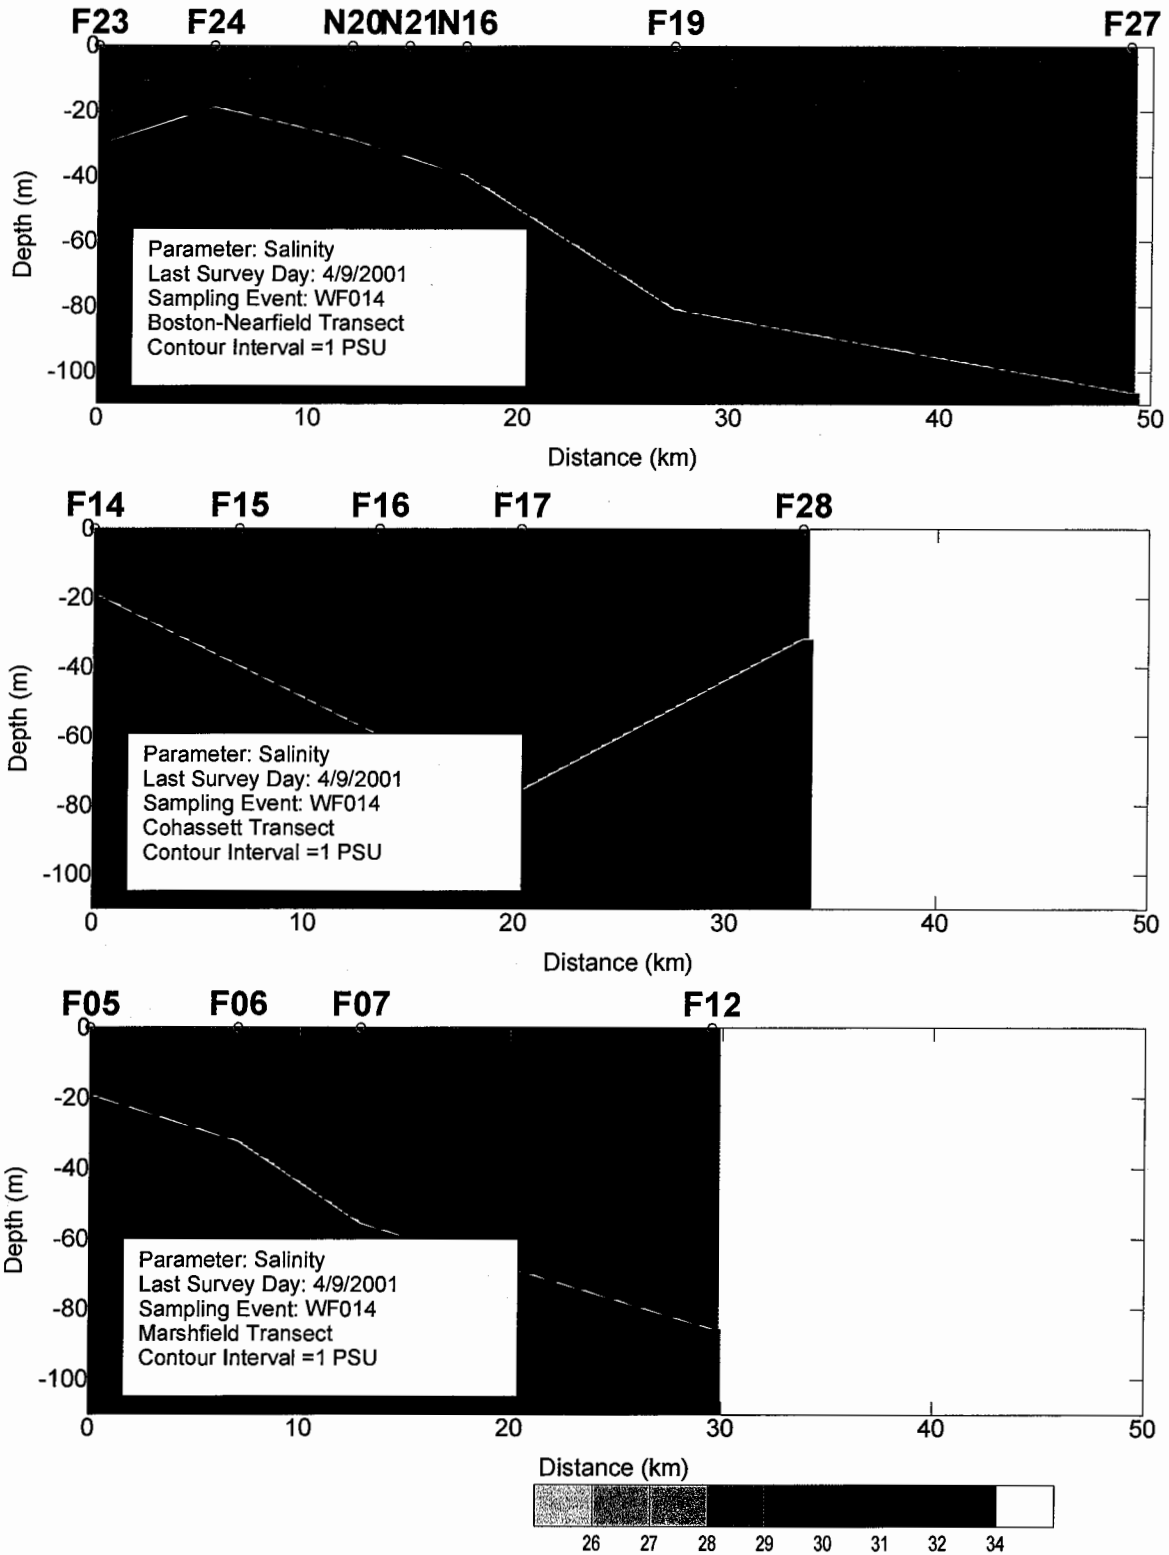 F23 F24 N20 N21 N16 F19 F27
0
-20
-40
-60
-80
-100
Depth (m)
Parameter: Salinity
Last Survey Day: 4/9/2001
Sampling Event: WF014
Boston-Nearfield Transect
Contour Interval =1 PSU
0 10 20 30 40 50
Distance (km)
F14 F15 F16 F17 F28
0
-20
-40
-60
-80
-100
Depth (m)
Parameter: Salinity
Last Survey Day: 4/9/2001
Sampling Event: WF014
Cohassett Transect
Contour Interval =1 PSU
0 10 20 30 40 50
Distance (km)
F05 F06 F07 F12
0
-20
-40
-60
-80
-100
Depth (m)
Parameter: Salinity
Last Survey Day: 4/9/2001
Sampling Event: WF014
Marshfield Transect
Contour Interval =1 PSU
0 10 20 30 40 50
Distance (km)
26 27 28 29 30 31 32 34